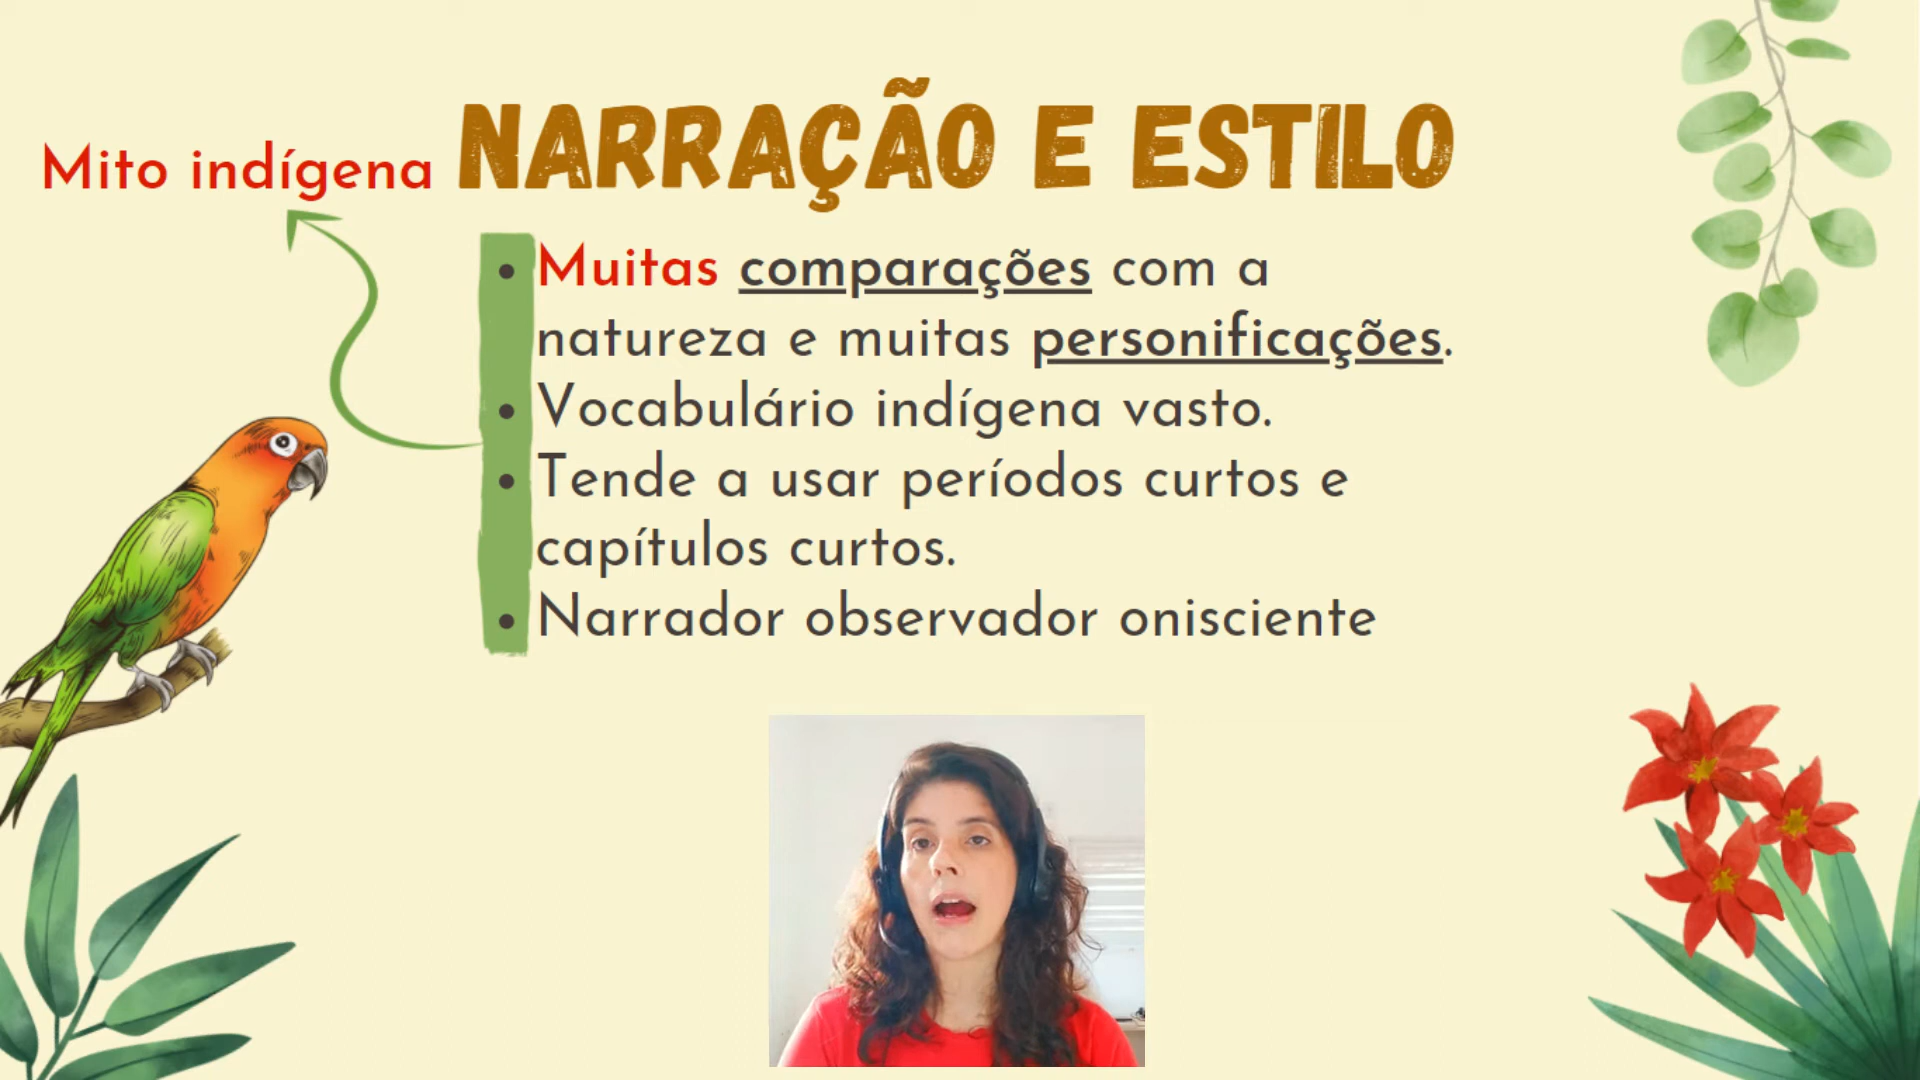 NARRAÇÃO E ESTILO
Mito indígena
• Muitas comparações com a
natureza e muitas personificações.
• Vocabulário indígena vasto.
• Tende a usar períodos curtos e
capítulos curtos.
• Narrador observador onisciente